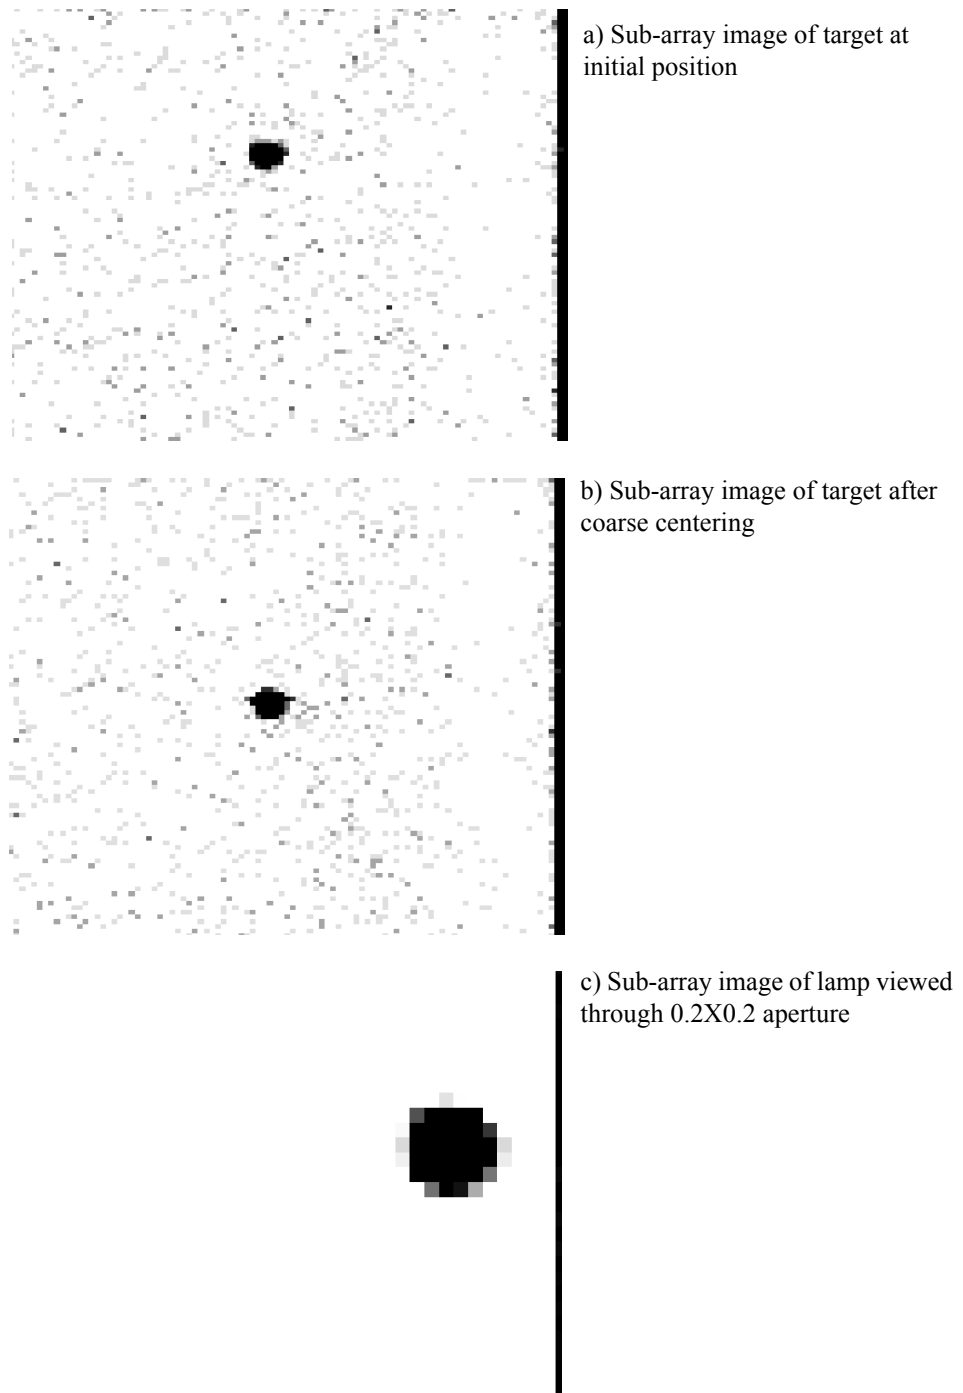 a) Sub-array image of target at
initial position
b) Sub-array image of target after
coarse centering
c) Sub-array image of lamp viewed
through 0.2X0.2 aperture